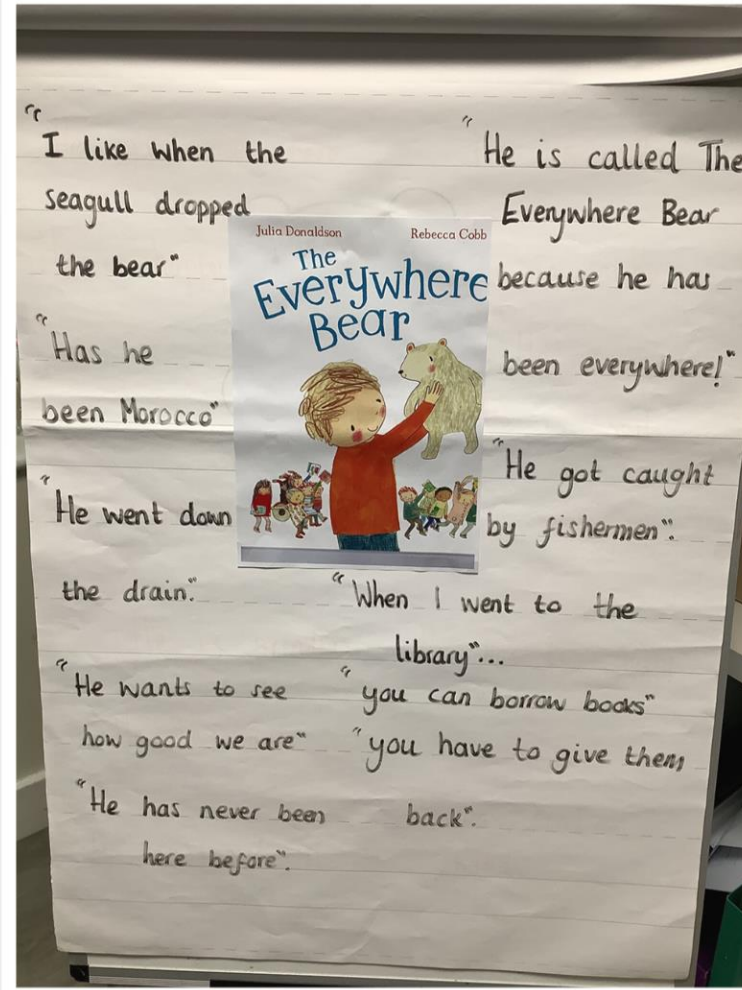 "I like when the
seagull dropped
the bear"
"Has he
been Morocco"
"He went down
the drain".
"He wants to see
how good we are"
"He has never been
here before".
Julia Donaldson
Rebecca Cobb
The
Everywhere
Bear
"He is called The
Everywhere Bear
because he has
been everywhere!"
"He got caught
by fishermen".
"When I went to the
library"...
"you can borrow books"
"you have to give them
back".